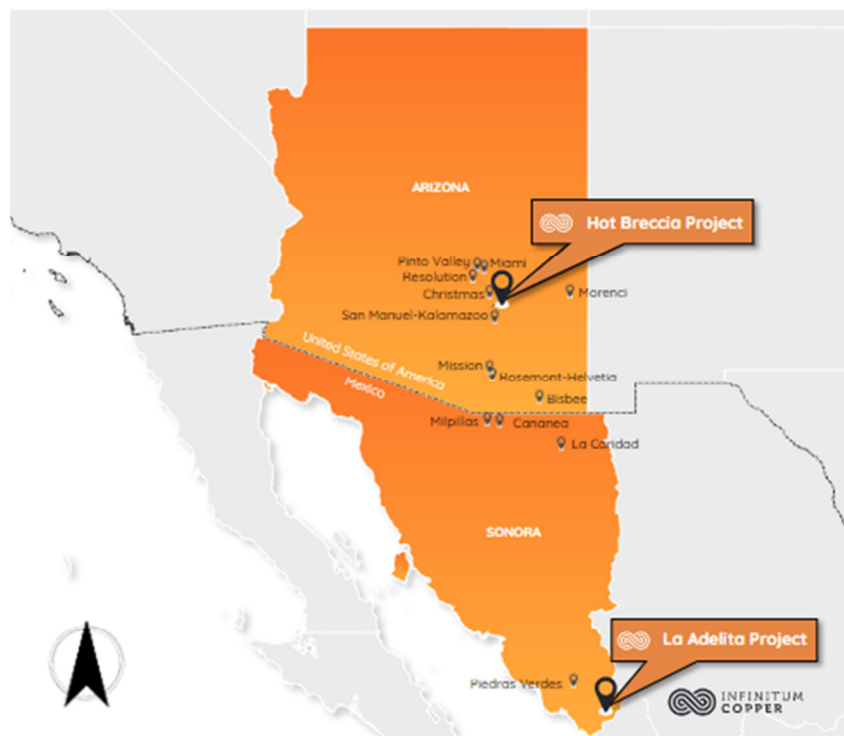 ARIZONA
Hot Breccia Project
Pinto Valley
Miami
Resolution
Christmas
Morenci
San Manuel-Kalamazoo
United States of America
Mexico
Mission
Rosemont-Helvetia
Bisbee
Milpillas
Cananea
La Caridad
SONORA
La Adelita Project
Piedras Verdes
INFINITUM
COPPER